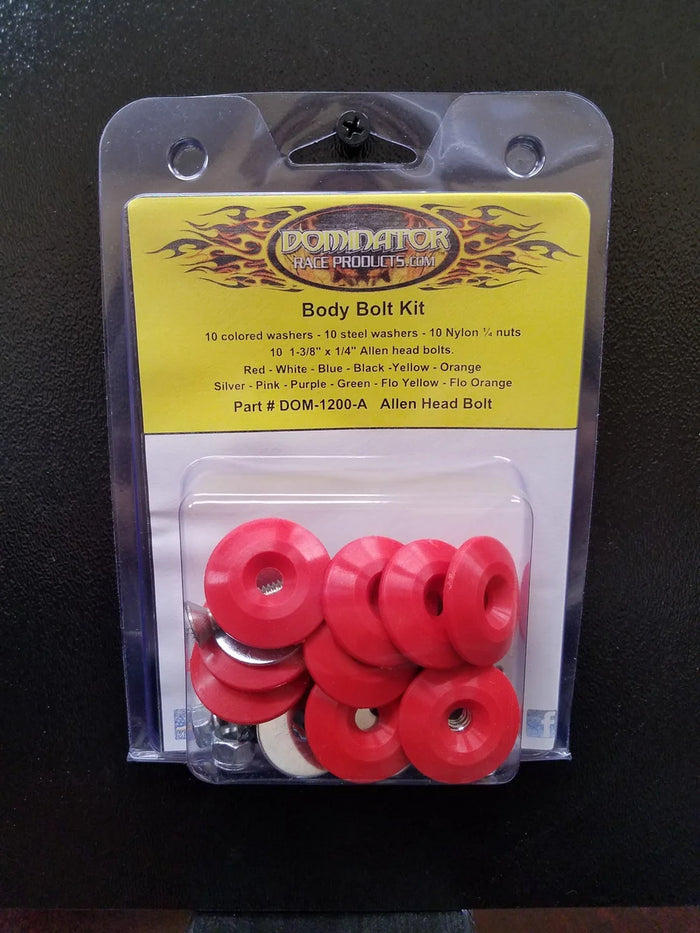 DOMINATOR
RACE PRODUCTS.COM
Body Bolt Kit
10 colored washers - 10 steel washers - 10 Nylon ¼ nuts
10 1-3/8" x 1/4" Allen head bolts.
Red - White - Blue - Black -Yellow - Orange
Silver - Pink - Purple - Green - Flo Yellow - Flo Orange
Part # DOM-1200-A Allen Head Bolt
f